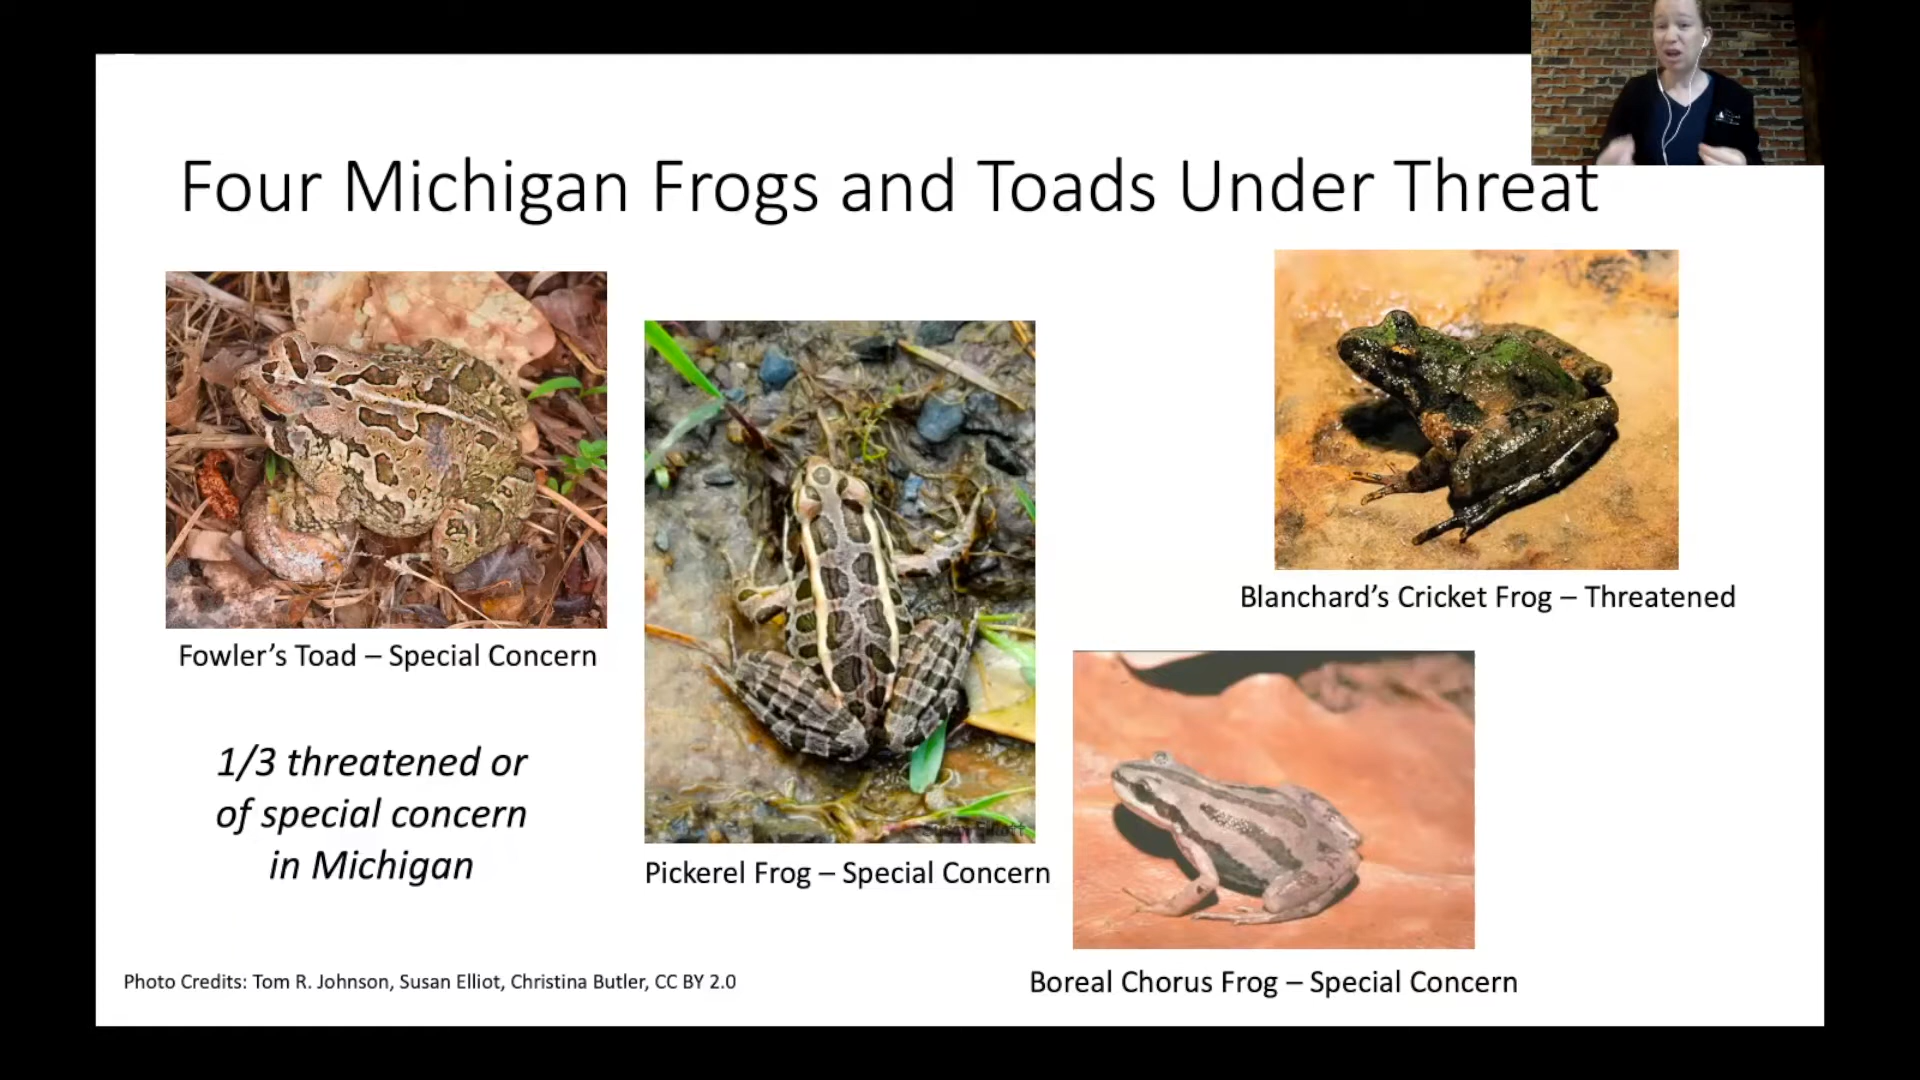 Four Michigan Frogs and Toads Under Threat
Fowler’s Toad – Special Concern
Blanchard’s Cricket Frog – Threatened
1/3 threatened or
of special concern
in Michigan
Pickerel Frog – Special Concern
Boreal Chorus Frog – Special Concern
Photo Credits: Tom R. Johnson, Susan Elliot, Christina Butler, CC BY 2.0